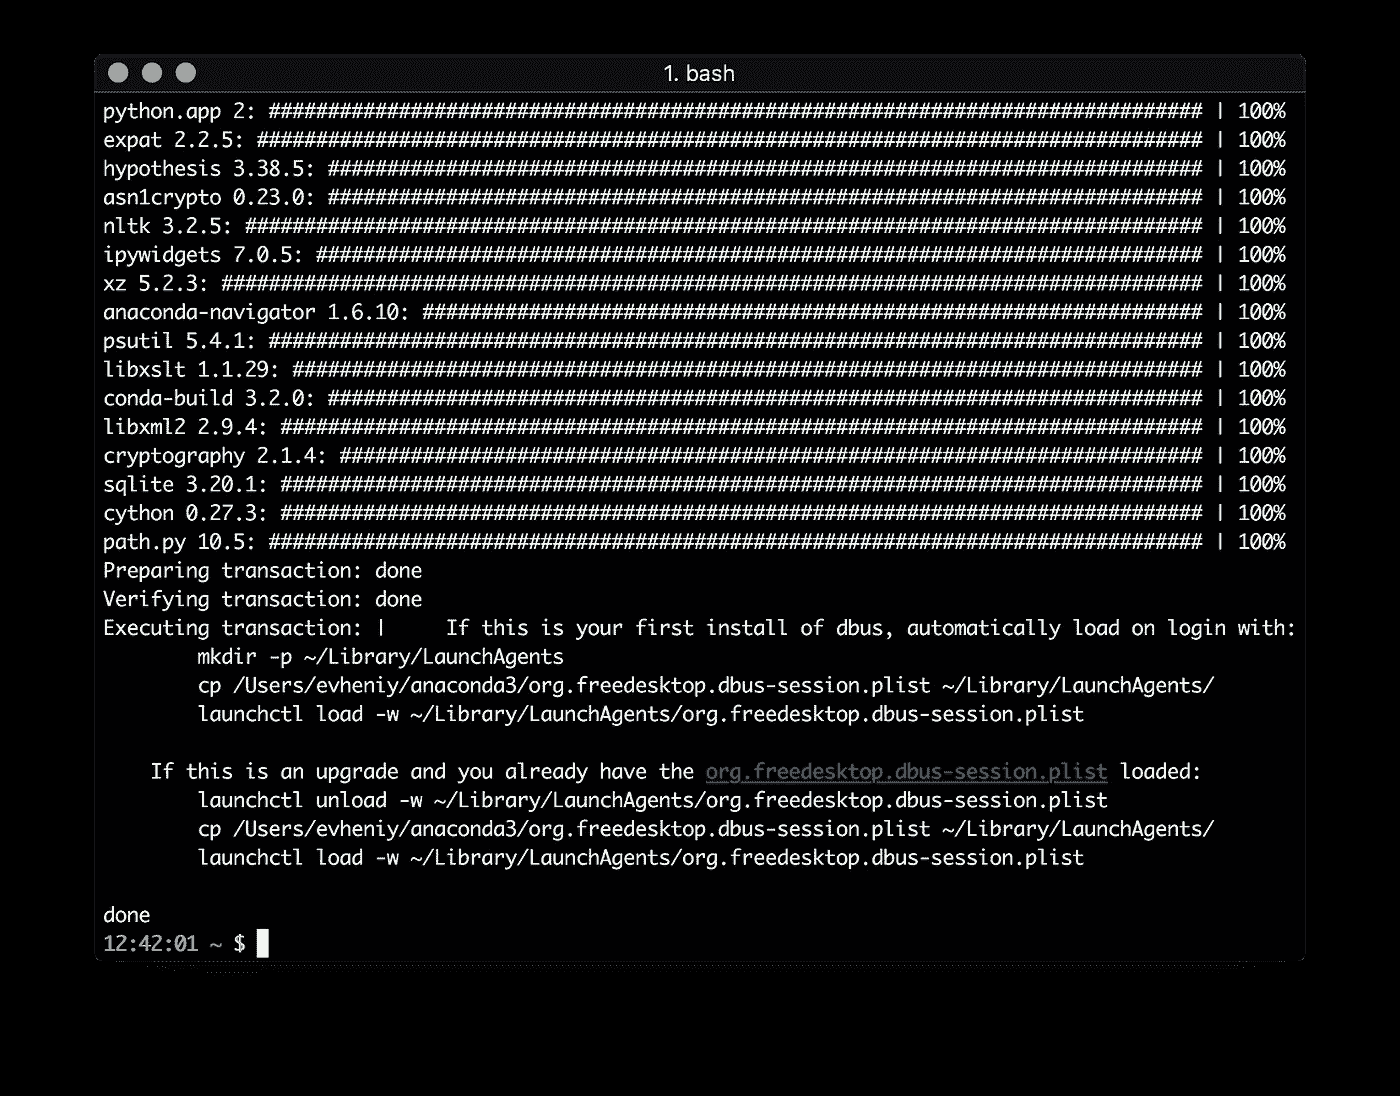 1. bash
python.app 2: ############################################################################### | 100%
expat 2.2.5: ################################################################################ | 100%
hypothesis 3.38.5: ########################################################################## | 100%
asn1crypto 0.23.0: ########################################################################## | 100%
nltk 3.2.5: ################################################################################# | 100%
ipywidgets 7.0.5: ########################################################################### | 100%
xz 5.2.3: ################################################################################### | 100%
anaconda-navigator 1.6.10: ################################################################## | 100%
psutil 5.4.1: ############################################################################### | 100%
libxslt 1.1.29: ############################################################################# | 100%
conda-build 3.2.0: ########################################################################## | 100%
libxml2 2.9.4: ############################################################################## | 100%
cryptography 2.1.4: ######################################################################### | 100%
sqlite 3.20.1: ############################################################################## | 100%
cython 0.27.3: ############################################################################## | 100%
path.py 10.5: ############################################################################### | 100%
Preparing transaction: done
Verifying transaction: done
Executing transaction: |     If this is your first install of dbus, automatically load on login with:
        mkdir -p ~/Library/LaunchAgents
        cp /Users/evheniy/anaconda3/org.freedesktop.dbus-session.plist ~/Library/LaunchAgents/
        launchctl load -w ~/Library/LaunchAgents/org.freedesktop.dbus-session.plist
    If this is an upgrade and you already have the org.freedesktop.dbus-session.plist loaded:
        launchctl unload -w ~/Library/LaunchAgents/org.freedesktop.dbus-session.plist
        cp /Users/evheniy/anaconda3/org.freedesktop.dbus-session.plist ~/Library/LaunchAgents/
        launchctl load -w ~/Library/LaunchAgents/org.freedesktop.dbus-session.plist
done
12:42:01 ~ $